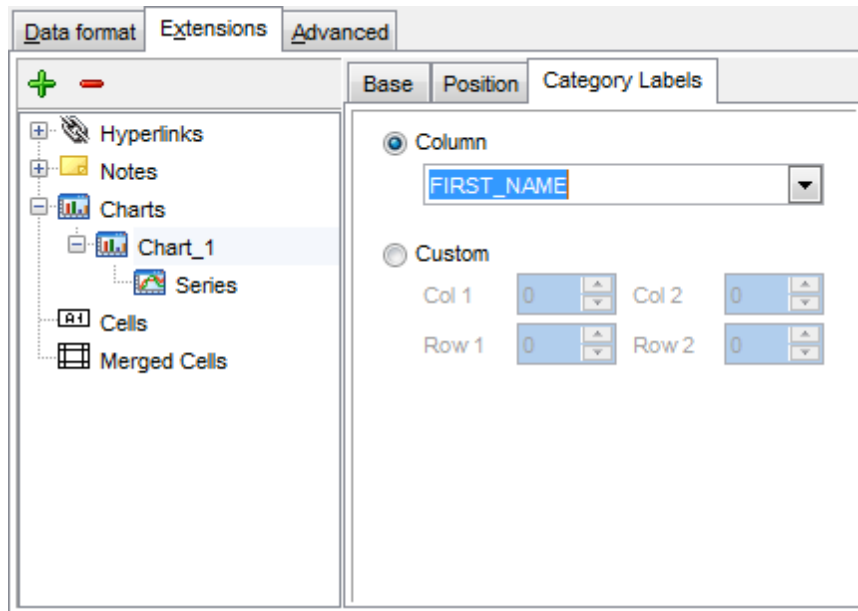 Data format Extensions Advanced
Base Position Category Labels
Hyperlinks
Notes
Charts
Chart_1
Series
Cells
Merged Cells
Column
FIRST_NAME
Custom
Col 1 0 Col 2 0
Row 1 0 Row 2 0